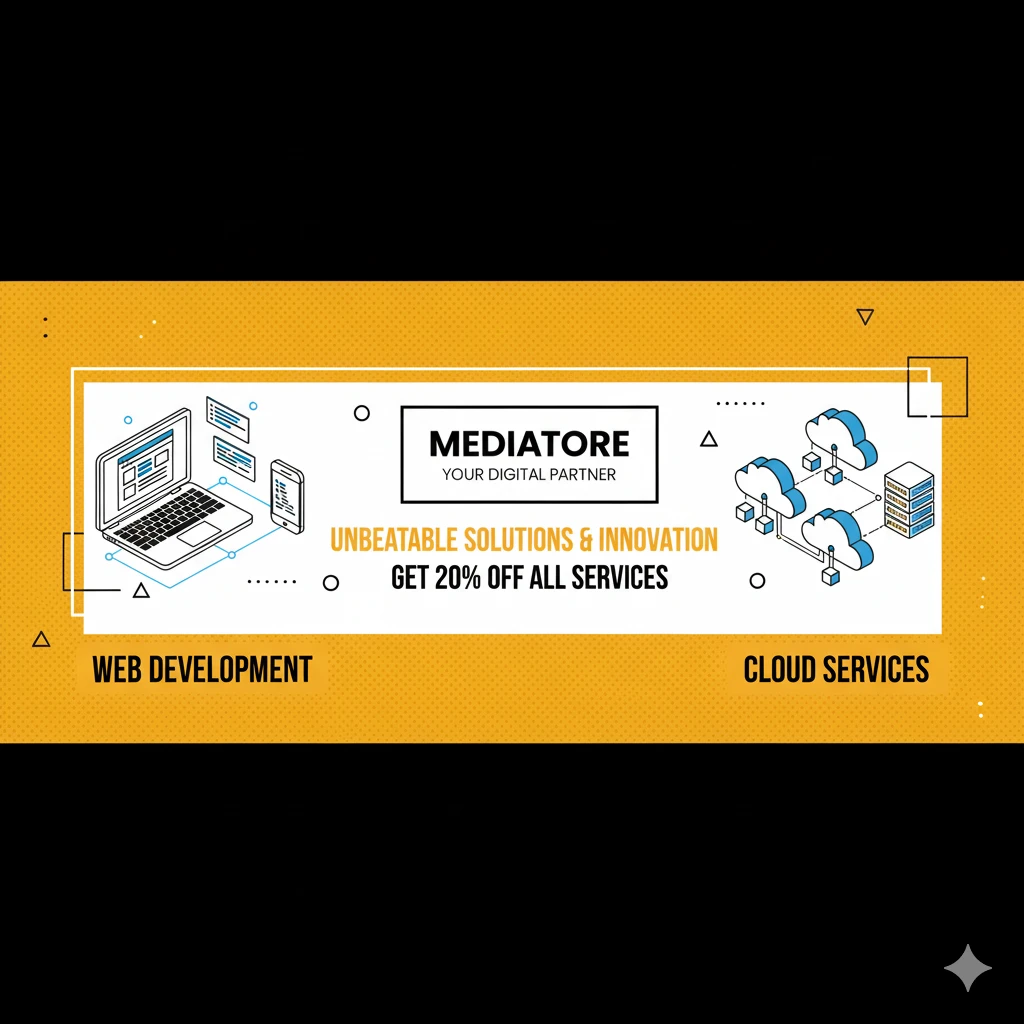 MEDIATORE
YOUR DIGITAL PARTNER
UNBEATABLE SOLUTIONS & INNOVATION
GET 20% OFF ALL SERVICES
WEB DEVELOPMENT
CLOUD SERVICES